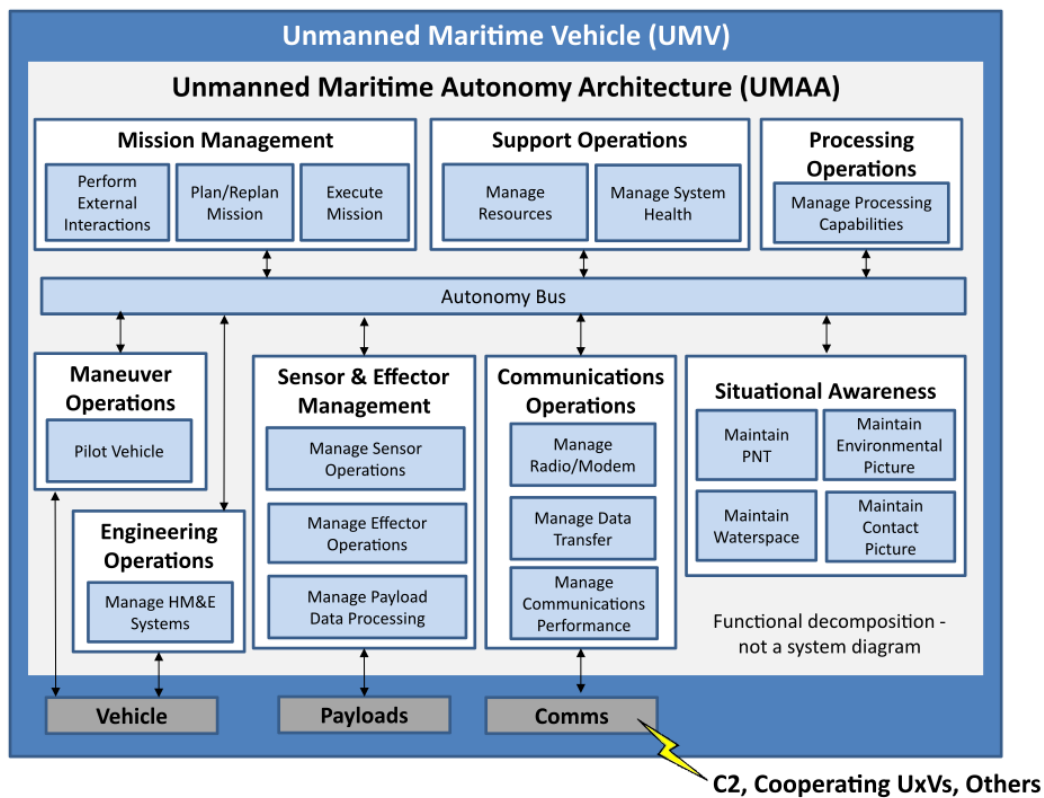 Unmanned Maritime Vehicle (UMV)
Unmanned Maritime Autonomy Architecture (UMAA)
Mission Management
Perform
External
Interactions
Plan/Replan
Mission
Execute
Mission
Support Operations
Manage
Resources
Manage System
Health
Processing
Operations
Manage Processing
Capabilities
Autonomy Bus
Maneuver
Operations
Pilot Vehicle
Engineering
Operations
Manage HM&E
Systems
Sensor & Effector
Management
Manage Sensor
Operations
Manage Effector
Operations
Manage Payload
Data Processing
Communications
Operations
Manage
Radio/Modem
Manage Data
Transfer
Manage
Communications
Performance
Situational Awareness
Maintain
PNT
Maintain
Environmental
Picture
Maintain
Waterspace
Maintain
Contact
Picture
Functional decomposition -
not a system diagram
Vehicle
Payloads
Comms
C2, Cooperating UxVs, Others